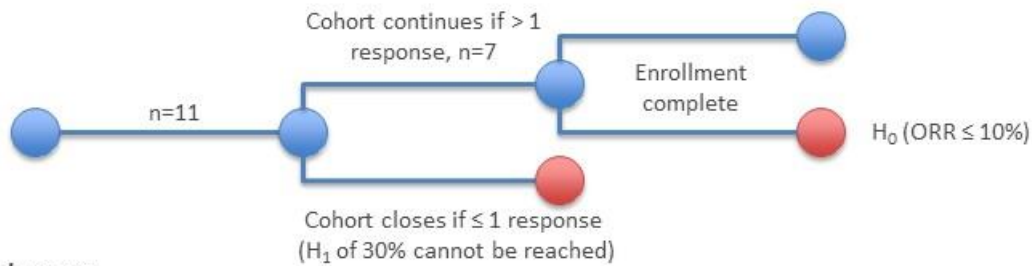 Cohort continues if > 1
response, n=7
n=11
Enrollment
complete
H₀ (ORR ≤ 10%)
Cohort closes if ≤ 1 response
(H₁ of 30% cannot be reached)